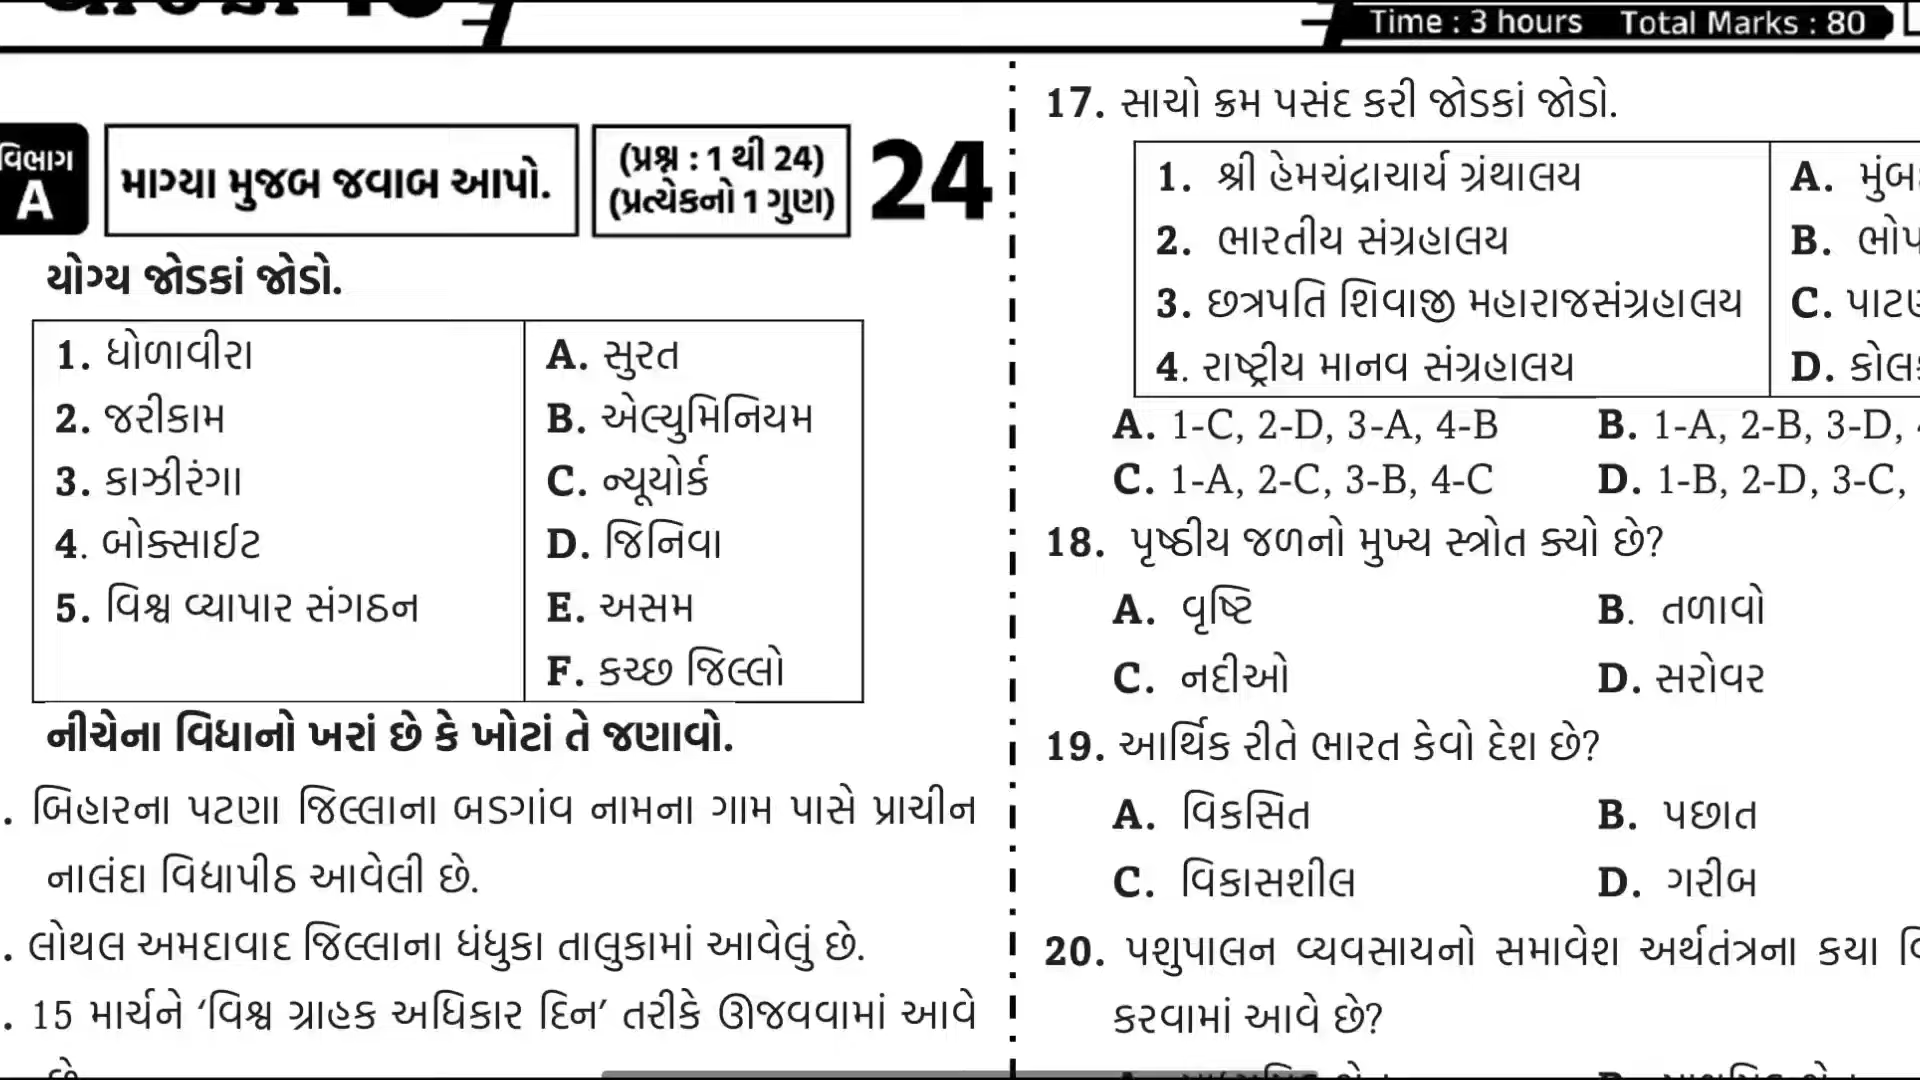 Time : 3 hours Total Marks : 80
વિભાગ
A
માગ્યા મુજબ જવાબ આપો.
(પ્રશ્ન : 1 થી 24)
(પ્રત્યેકનો 1 ગુણ)
24
યોગ્ય જોડકાં જોડો.
1. ધોળાવીરા A. સુરત
2. જરીકામ B. એલ્યુમિનિયમ
3. કાઝીરંગા C. ન્યૂયોર્ક
4. બોક્સાઈટ D. જિનિવા
5. વિશ્વ વ્યાપાર સંગઠન E. અસમ
F. કચ્છ જિલ્લો
નીચેના વિધાનો ખરાં છે કે ખોટાં તે જણાવો.
. બિહારના પટણા જિલ્લાના બડગાંવ નામના ગામ પાસે પ્રાચીન
નાલંદા વિદ્યાપીઠ આવેલી છે.
. લોથલ અમદાવાદ જિલ્લાના ધંધુકા તાલુકામાં આવેલું છે.
. 15 માર્ચને ‘વિશ્વ ગ્રાહક અધિકાર દિન’ તરીકે ઊજવવામાં આવે
17. સાચો ક્રમ પસંદ કરી જોડકાં જોડો.
1. શ્રી હેમચંદ્રાચાર્ય ગ્રંથાલય A.
2. ભારતીય સંગ્રહાલય B.
3. છત્રપતિ શિવાજી મહારાજસંગ્રહાલય C.
4. રાષ્ટ્રીય માનવ સંગ્રહાલય D.
A. 1-C, 2-D, 3-A, 4-B B. 1-A, 2-B, 3-D,
C. 1-A, 2-C, 3-B, 4-C D. 1-B, 2-D, 3-C,
18. પૃષ્ઠીય જળનો મુખ્ય સ્ત્રોત ક્યો છે?
A. વૃષ્ટિ B. તળાવો
C. નદીઓ D. સરોવર
19. આર્થિક રીતે ભારત કેવો દેશ છે?
A. વિકસિત B. પછાત
C. વિકાસશીલ D. ગરીબ
20. પશુપાલન વ્યવસાયનો સમાવેશ અર્થતંત્રના કયા
કરવામાં આવે છે?